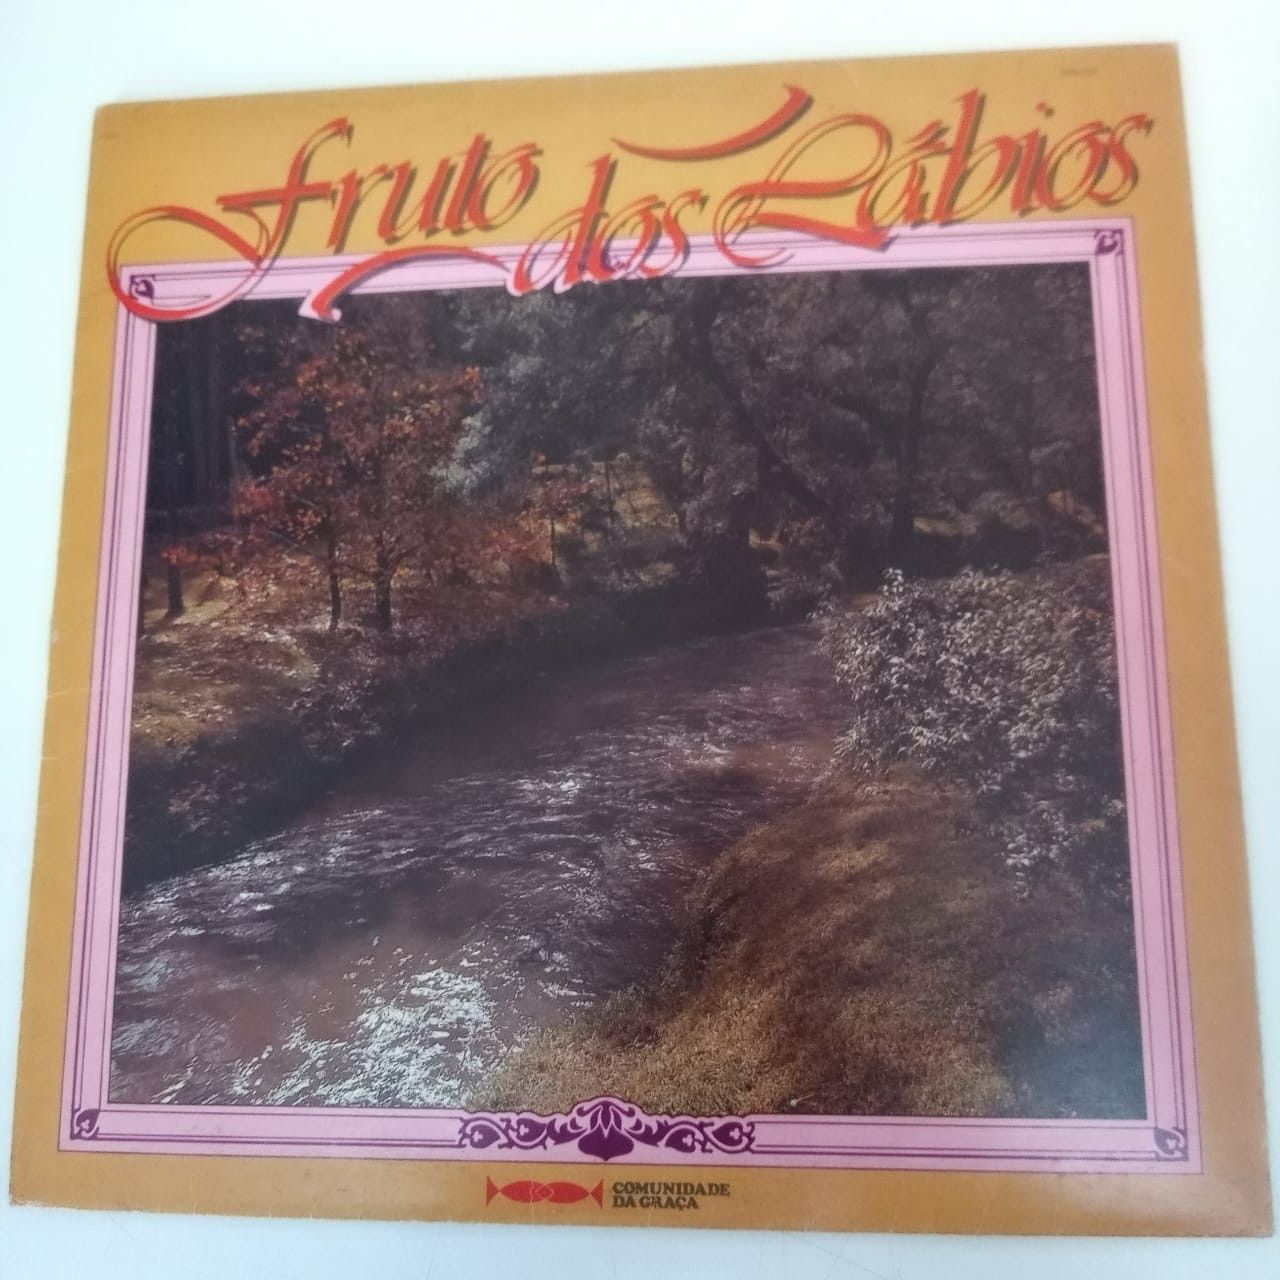 Fruto dos Lábios
COMUNIDADE
DA GRAÇA